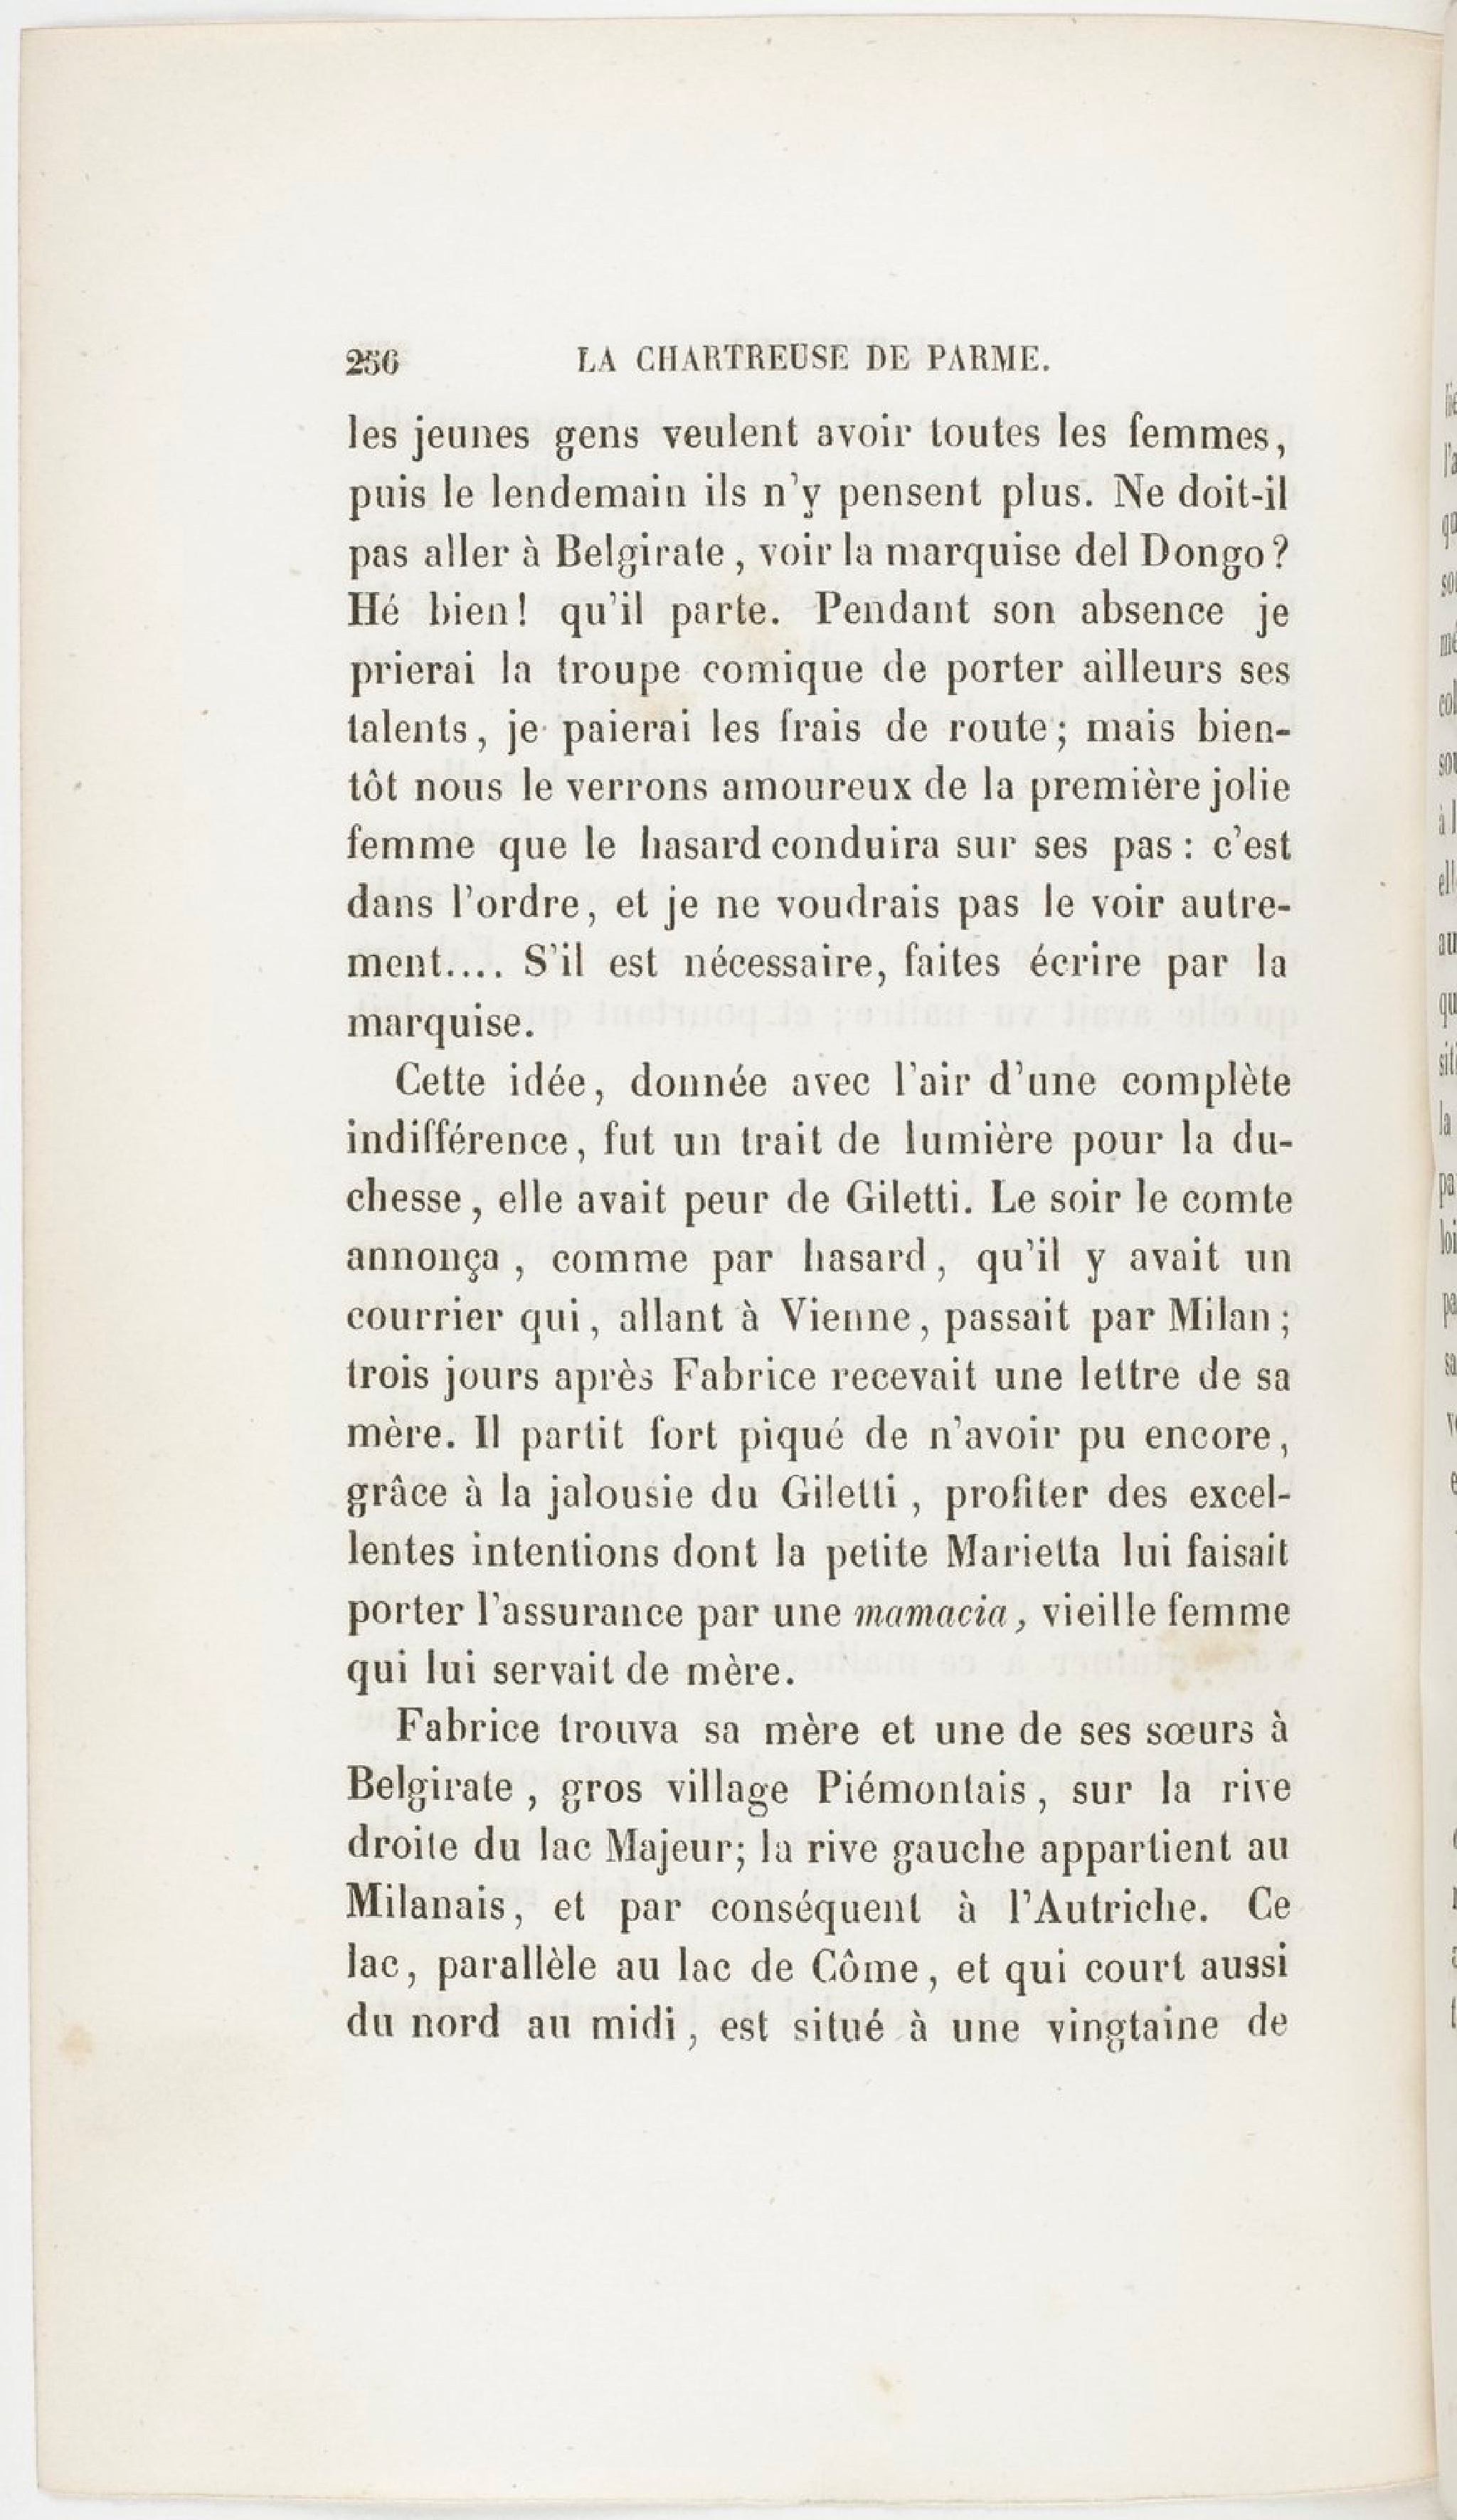 256 LA CHARTREUSE DE PARME.
les jeunes gens veulent avoir toutes les femmes,
puis le lendemain ils n'y pensent plus. Ne doit-il
pas aller à Belgirate, voir la marquise del Dongo?
Hé bien! qu'il parte. Pendant son absence je
prierai la troupe comique de porter ailleurs ses
talents, je paierai les frais de route; mais bien-
tôt nous le verrons amoureux de la première jolie
femme que le hasard conduira sur ses pas: c'est
dans l'ordre, et je ne voudrais pas le voir autre-
ment.... S'il est nécessaire, faites écrire par la
marquise.
Cette idée, donnée avec l'air d'une complète
indifférence, fut un trait de lumière pour la du-
chesse, elle avait peur de Giletti. Le soir le comte
annonça, comme par hasard, qu'il y avait un
courrier qui, allant à Vienne, passait par Milan;
trois jours après Fabrice recevait une lettre de sa
mère. Il partit fort piqué de n'avoir pu encore,
grâce à la jalousie du Giletti, profiter des excel-
lentes intentions dont la petite Marietta lui faisait
porter l'assurance par une mamacia, vieille femme
qui lui servait de mère.
Fabrice trouva sa mère et une de ses sœurs à
Belgirate, gros village Piémontais, sur la rive
droite du lac Majeur; la rive gauche appartient au
Milanais, et par conséquent à l'Autriche. Ce
lac, parallèle au lac de Côme, et qui court aussi
du nord au midi, est situé à une vingtaine de